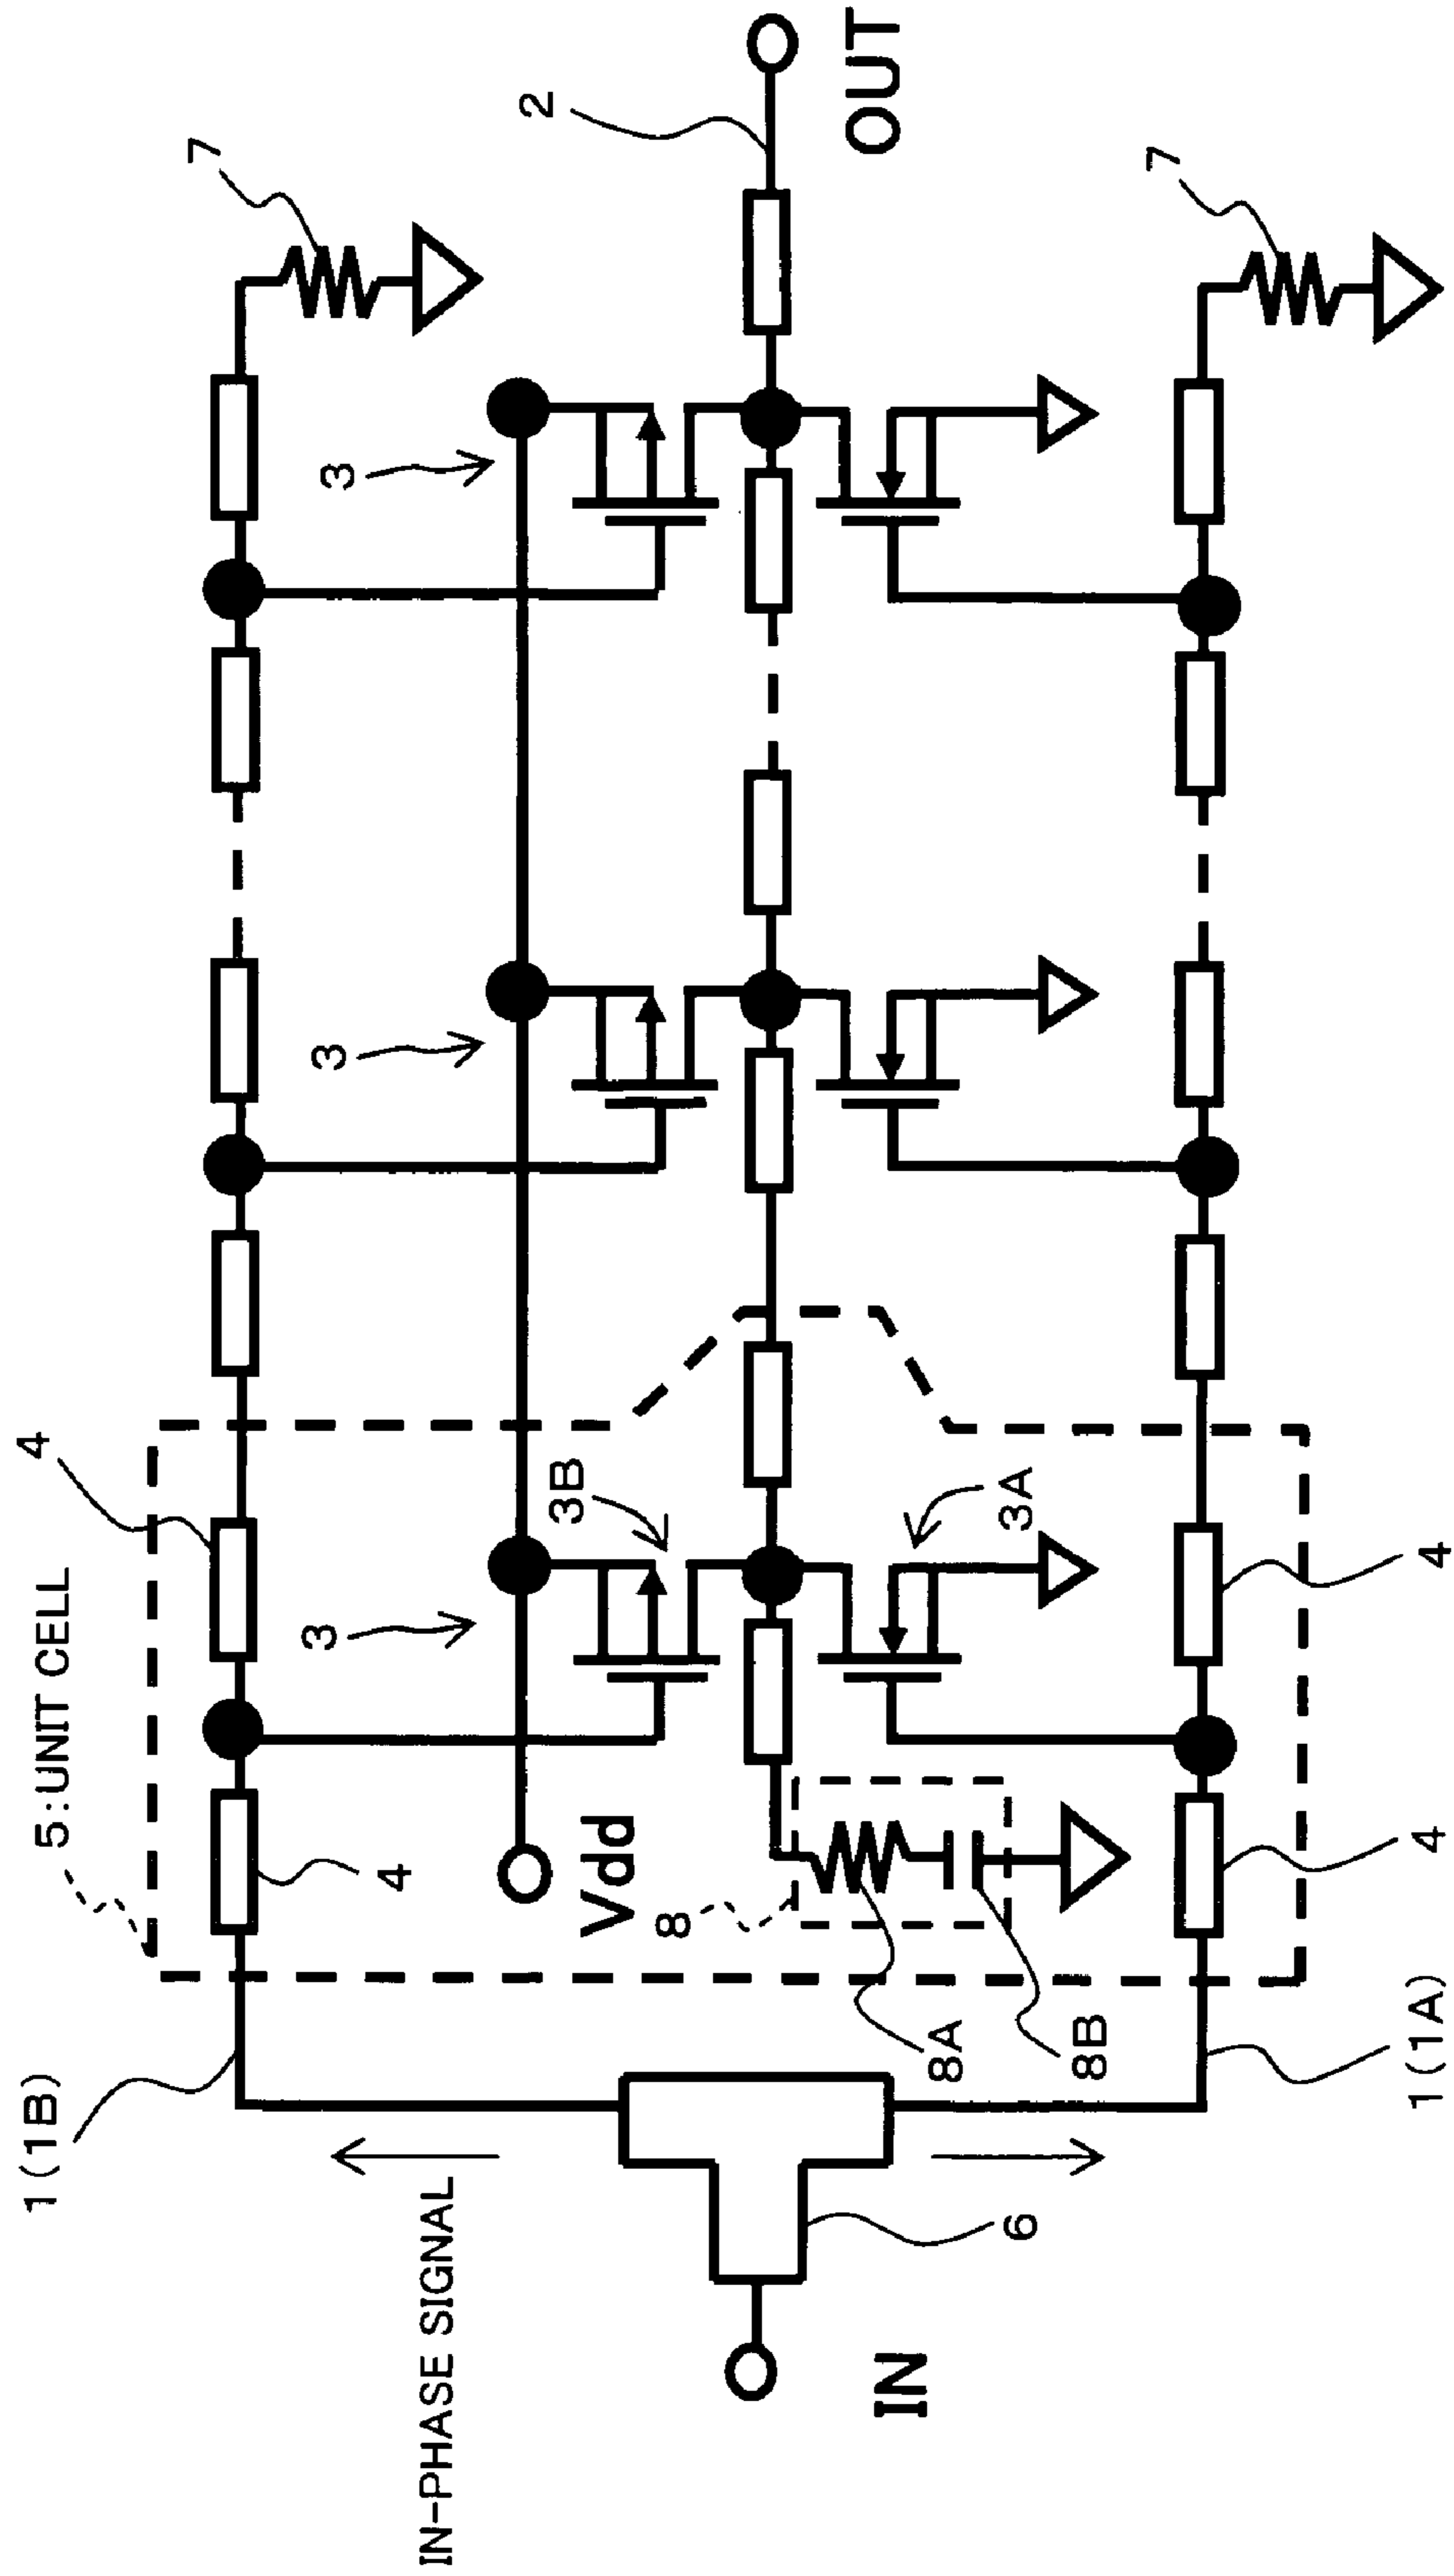 1(1B)
4
5:UNIT CELL
4
7
3
3
3
2
3B
Vdd
OUT
8
3A
IN-PHASE SIGNAL
8A
8B
IN
6
7
4
4
1(1A)